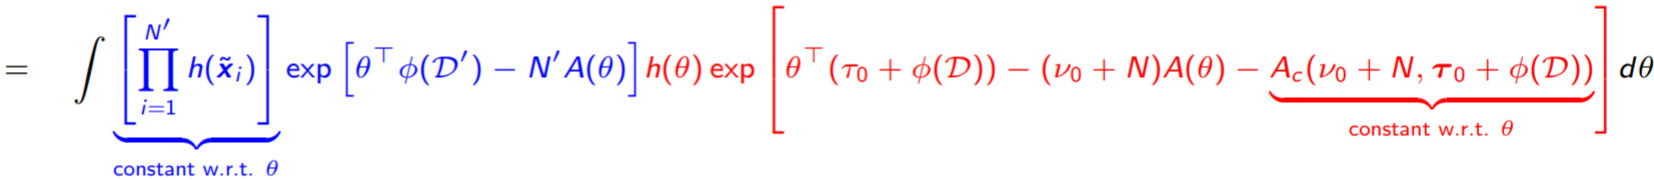 = ∫ [∏_{i=1}^{N′} h(x̃_i)] exp [θ^⊤ ϕ(𝒟′) − N′A(θ)] h(θ) exp [θ^⊤(τ_0 + ϕ(𝒟)) − (ν_0 + N)A(θ) − A_c(ν_0 + N, τ_0 + ϕ(𝒟))] dθ
constant w.r.t. θ
constant w.r.t. θ